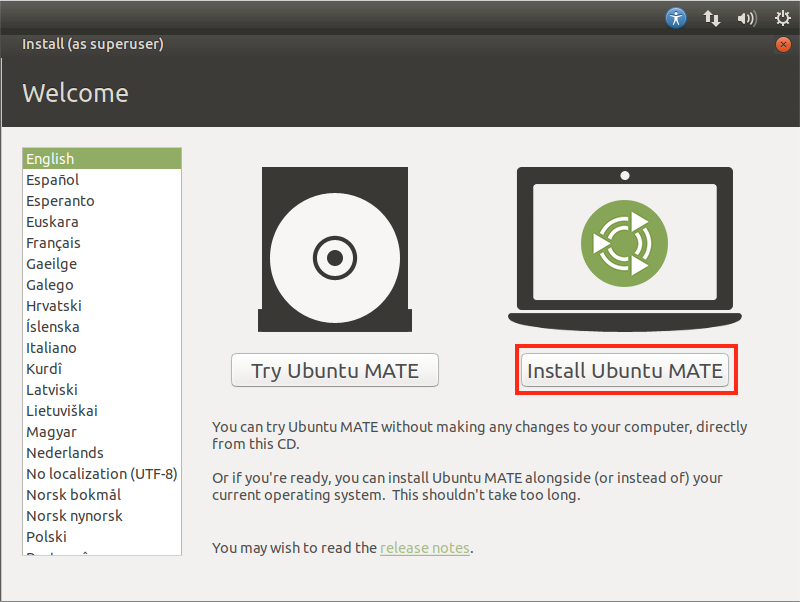 Install (as superuser)
Welcome
English
Español
Esperanto
Euskara
Français
Gaeilge
Galego
Hrvatski
Íslenska
Italiano
Kurdî
Latviski
Lietuviškai
Magyar
Nederlands
No localization (UTF-8)
Norsk bokmål
Norsk nynorsk
Polski
Try Ubuntu MATE
Install Ubuntu MATE
You can try Ubuntu MATE without making any changes to your computer, directly
from this CD.
Or if you're ready, you can install Ubuntu MATE alongside (or instead of) your
current operating system. This shouldn't take too long.
You may wish to read the release notes.